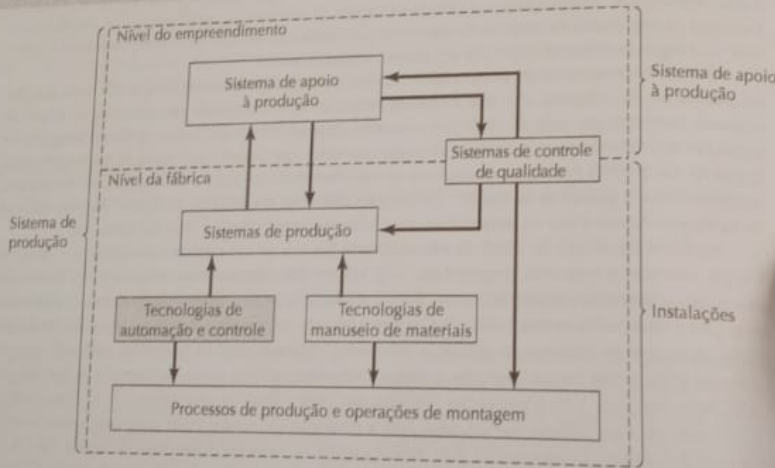 Nível do empreendimento
Sistema de apoio
à produção
Sistema de apoio
à produção
Sistemas de controle
de qualidade
Nível da fábrica
Sistema de
produção
Sistemas de produção
Tecnologias de
automação e controle
Tecnologias de
manuseio de materiais
Instalações
Processos de produção e operações de montagem